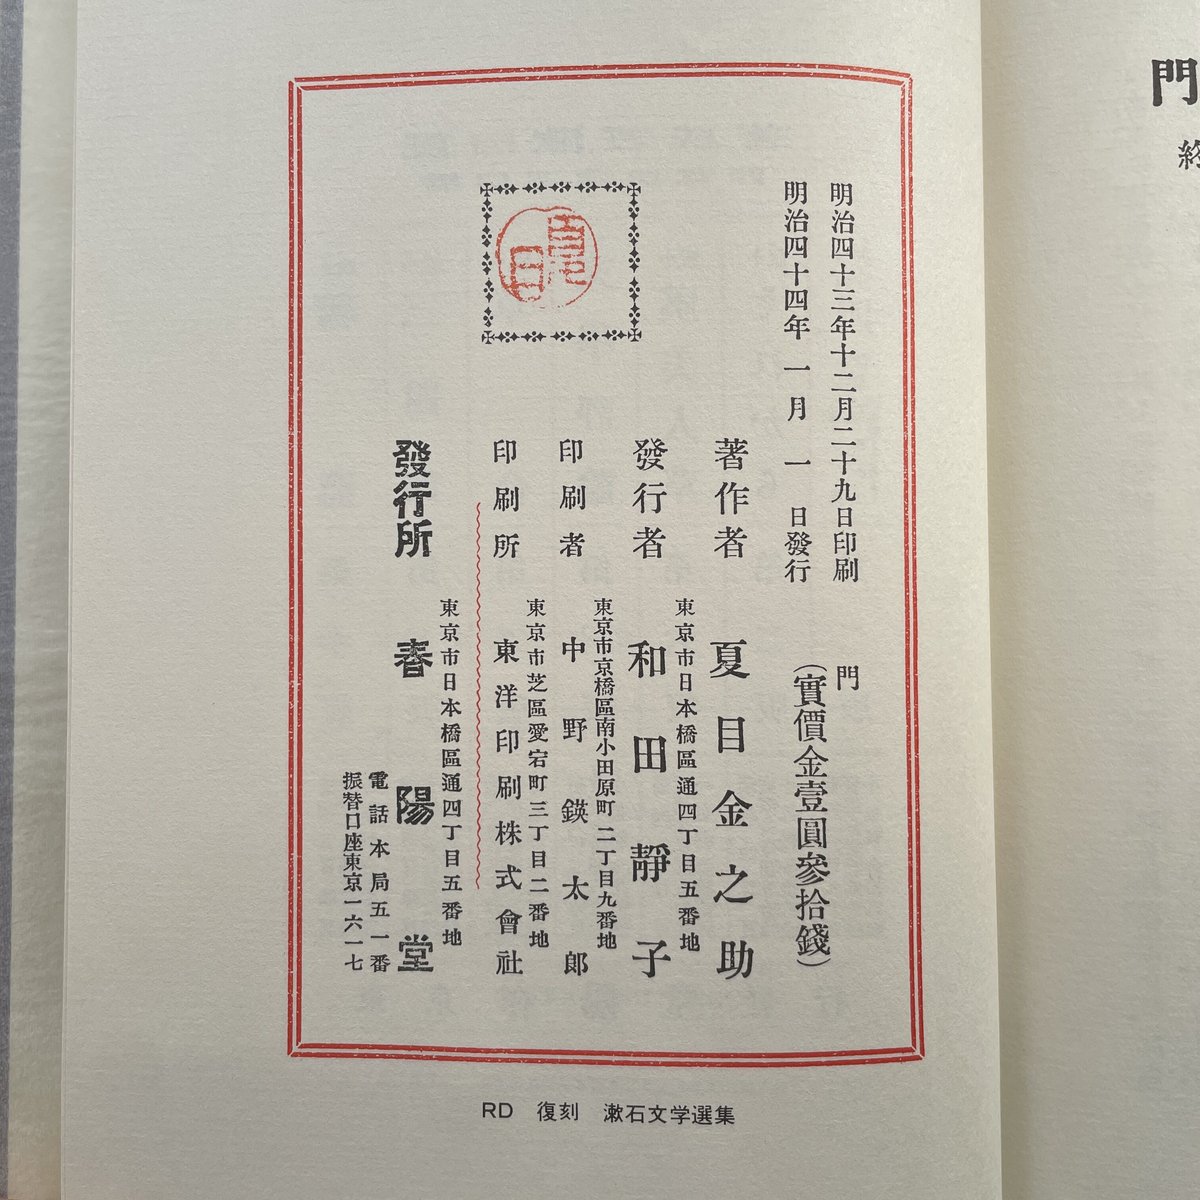 門
終
明治四十三年十二月二十九日印刷
明治四十四年一月一日發行
門
(實價金壹圓參拾錢)
著作者 夏目金之助
東京市日本橋區通四丁目五番地
發行者 和田靜子
東京市京橋區南小田原町二丁目九番地
印刷者 中野鍈太郎
東京市芝區愛宕町三丁目二番地
印刷所 東洋印刷株式會社
東京市日本橋區通四丁目五番地
發行所 春陽堂
電話本局五一番
振替口座東京一六一七
夏目
RD 復刻 漱石文学選集